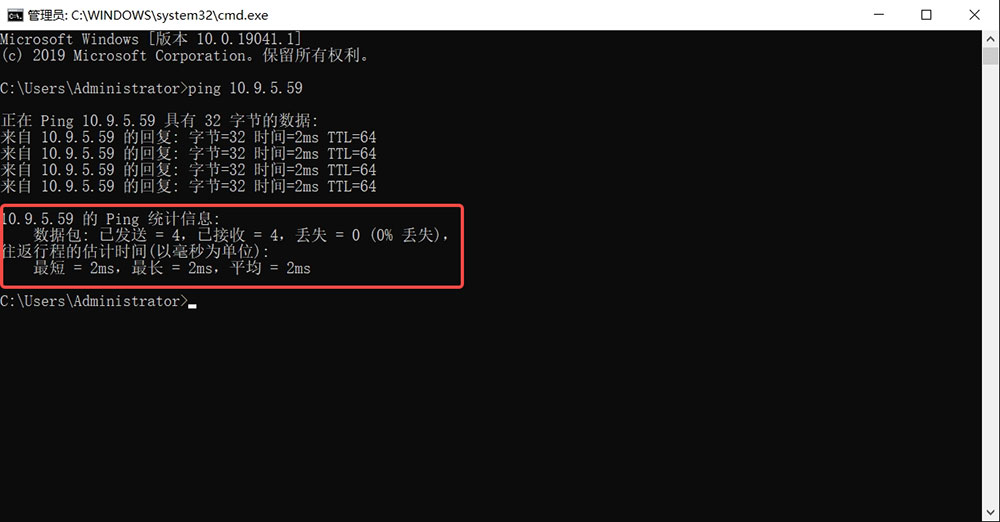 管理员: C:\WINDOWS\system32\cmd.exe
Microsoft Windows [版本 10.0.19041.1]
(c) 2019 Microsoft Corporation。保留所有权利。
C:\Users\Administrator>ping 10.9.5.59
正在 Ping 10.9.5.59 具有 32 字节的数据:
来自 10.9.5.59 的回复: 字节=32 时间=2ms TTL=64
来自 10.9.5.59 的回复: 字节=32 时间=2ms TTL=64
来自 10.9.5.59 的回复: 字节=32 时间=2ms TTL=64
来自 10.9.5.59 的回复: 字节=32 时间=2ms TTL=64
10.9.5.59 的 Ping 统计信息:
数据包: 已发送 = 4，已接收 = 4，丢失 = 0 (0% 丢失)，
往返行程的估计时间(以毫秒为单位):
最短 = 2ms，最长 = 2ms，平均 = 2ms
C:\Users\Administrator>